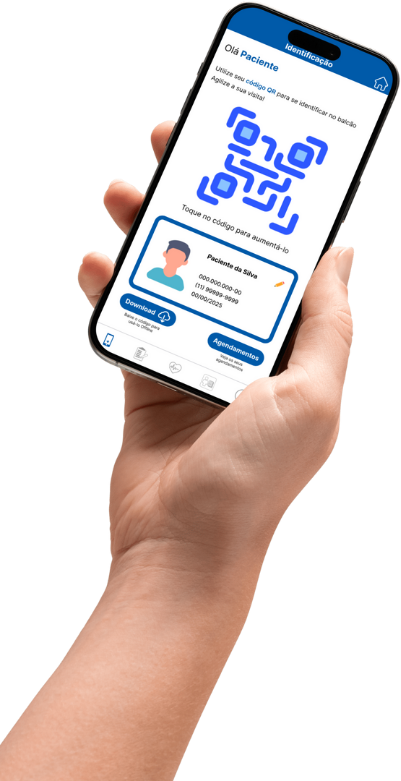 Identificação
Olá Paciente
Utilize seu código QR para se identificar no balcão
Agilize a sua visita!
Toque no código para aumentá-lo
Paciente da Silva
000.000.000-00
(11) 99999-9999
00/00/2025
Download
Salve o código para
usá-lo Offline
Agendamentos
Veja os seus
agendamentos